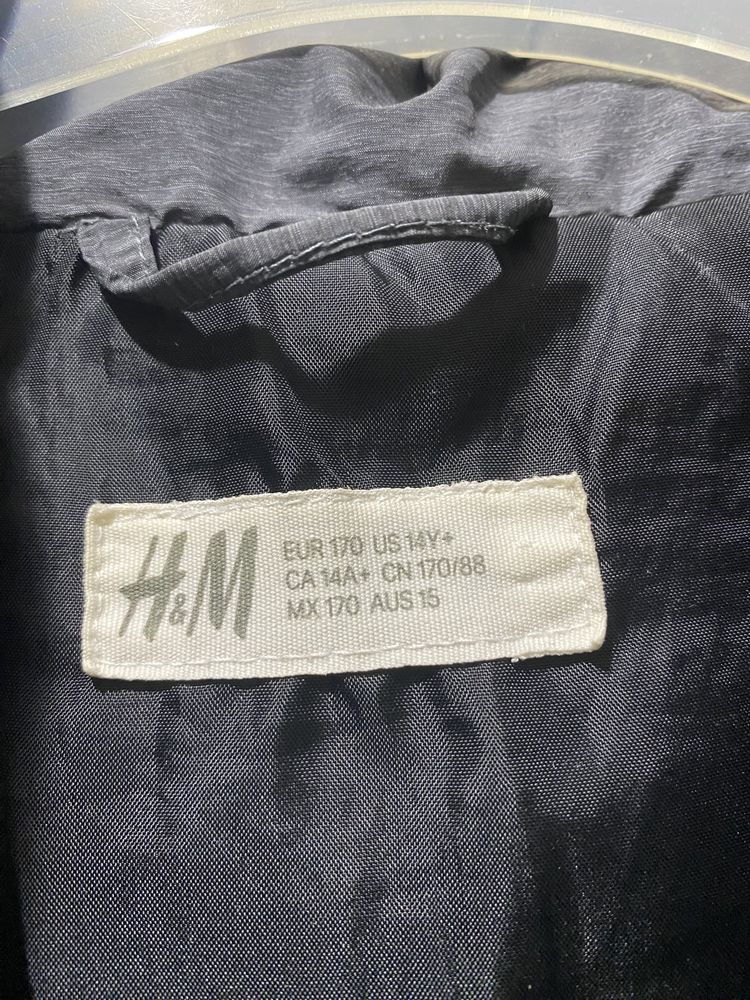 H&M
EUR 170 US 14Y+
CA 14A+ CN 170/88
MX 170 AUS 15